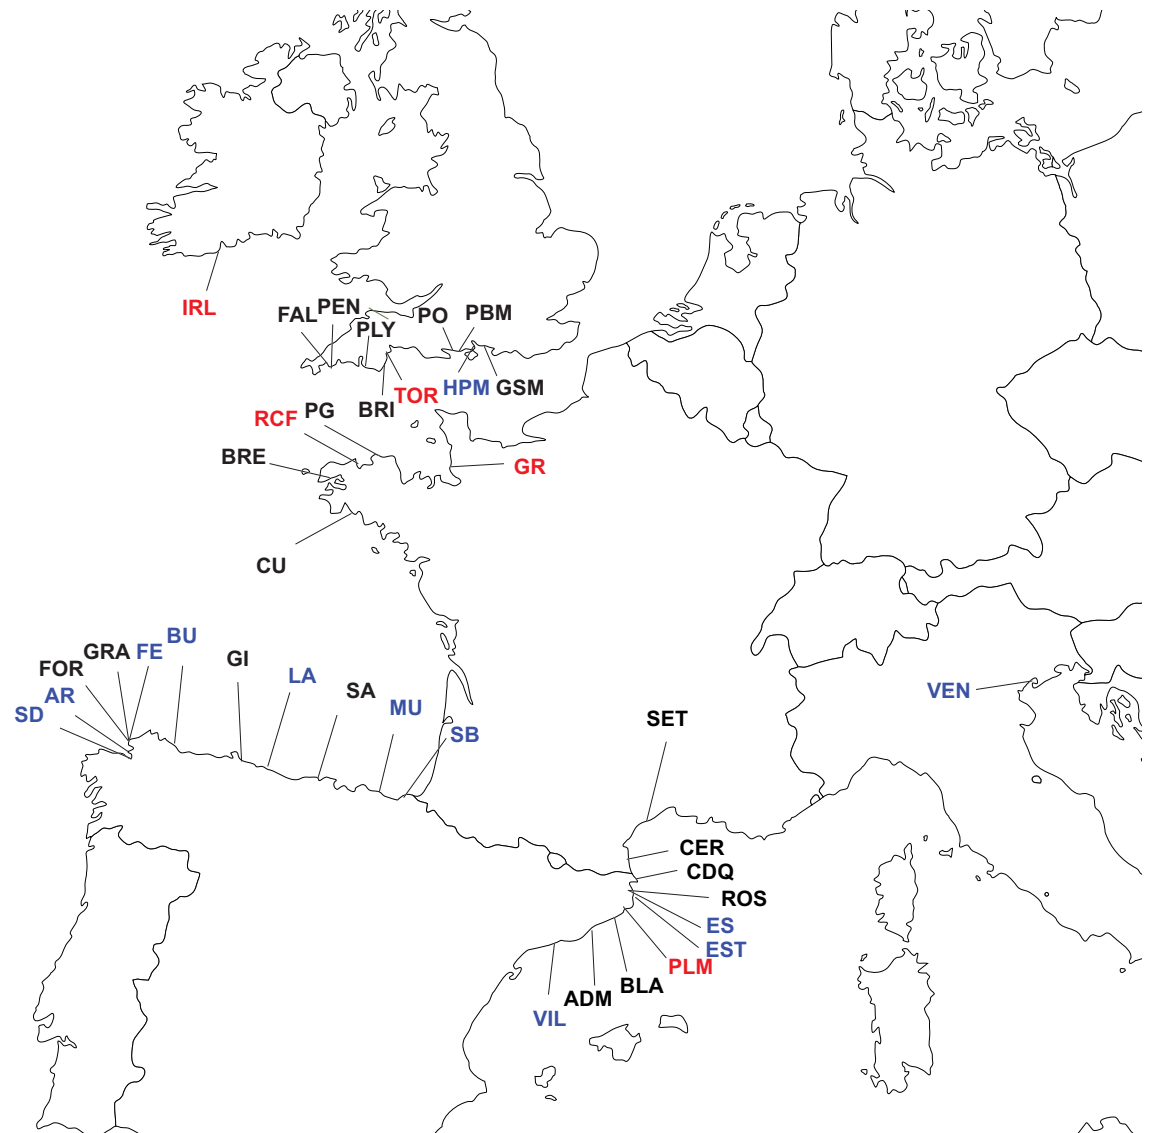 IRL
FAL
PEN
PLY
PO
PBM
HPM
GSM
TOR
BRI
RCF
PG
BRE
GR
CU
BU
GRA
FE
FOR
GI
AR
LA
SD
SA
MU
SB
VEN
SET
CER
CDQ
ROS
ES
EST
PLM
BLA
ADM
VIL